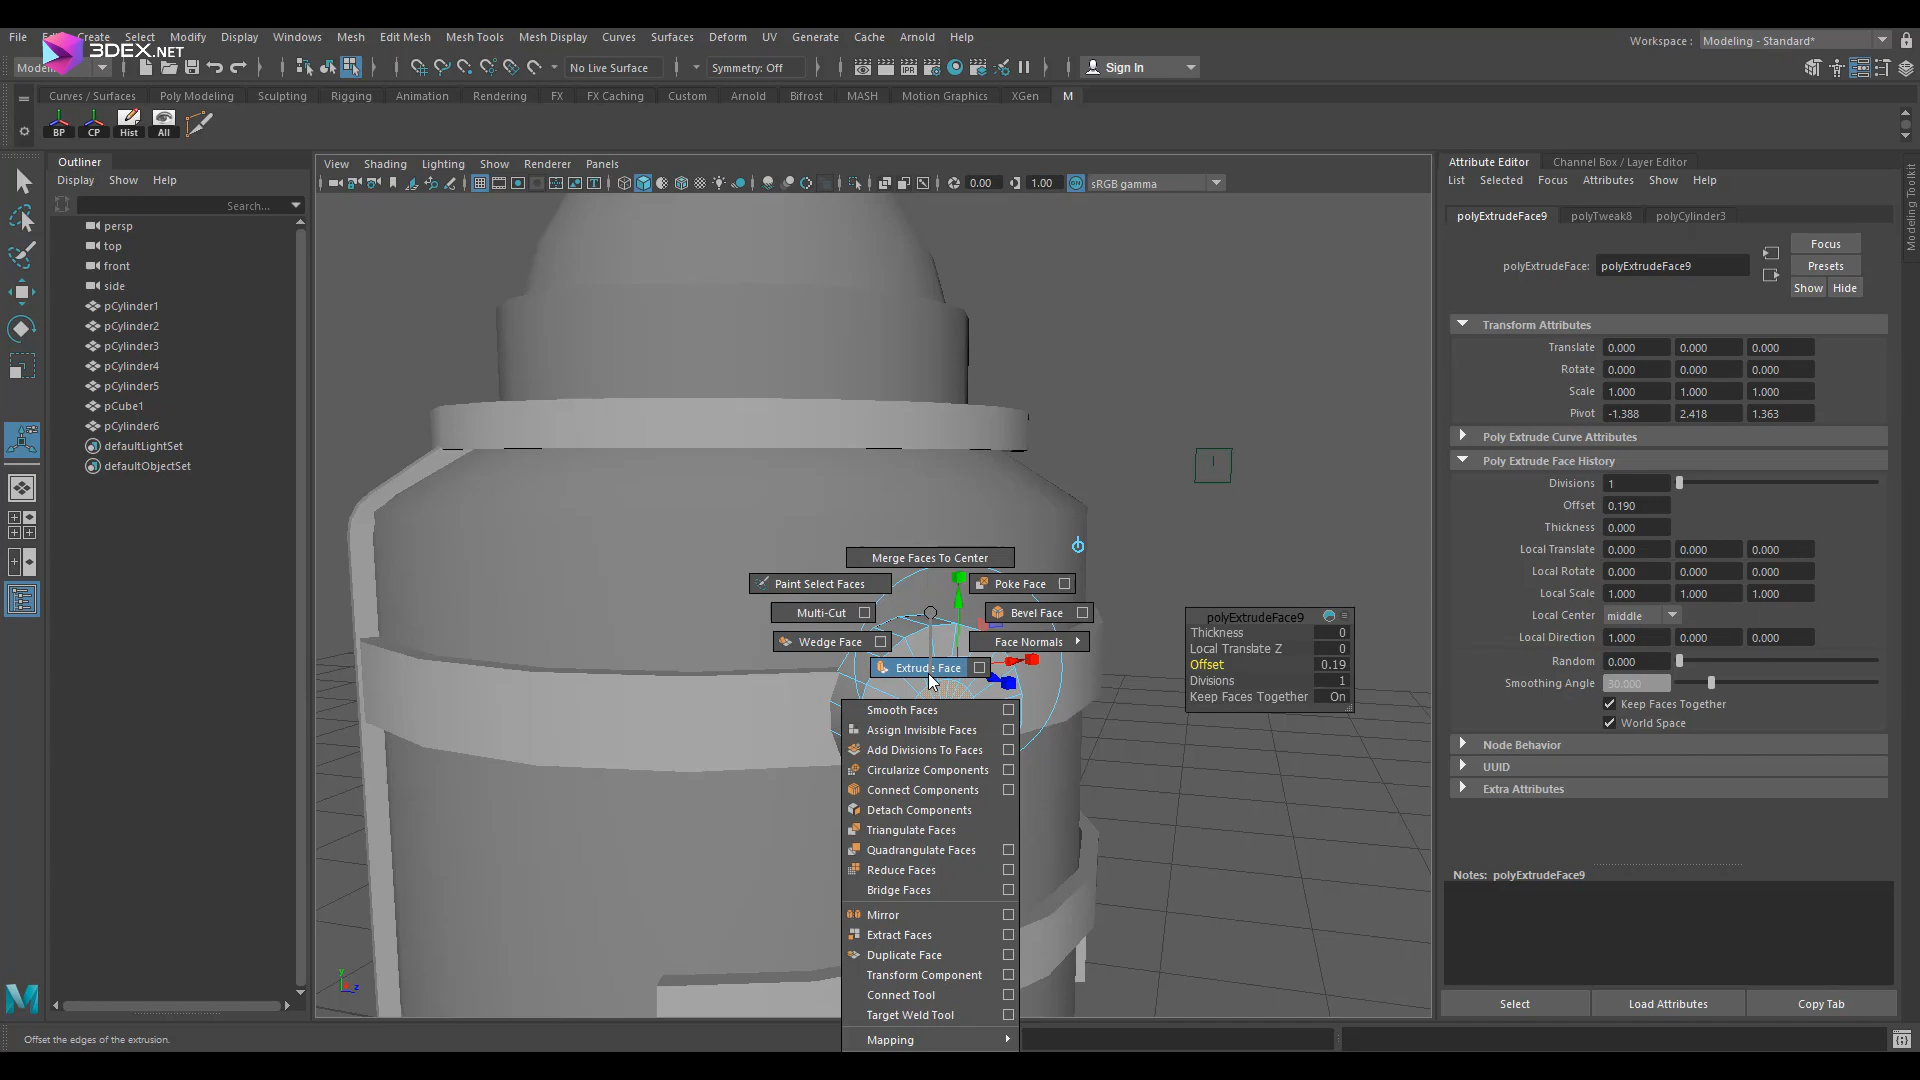 File Edit Create Select Modify Display Windows Mesh Edit Mesh Mesh Tools Mesh Display Curves Surfaces Deform UV Generate Cache Arnold Help
Workspace : Modeling - Standard*
3DEX.NET
No Live Surface Symmetry: Off Sign In
Curves / Surfaces Poly Modeling Sculpting Rigging Animation Rendering FX FX Caching Custom Arnold Bifrost MASH Motion Graphics XGen M
BP CP Hist All
Outliner
Display Show Help
Search...
persp
top
front
side
pCylinder1
pCylinder2
pCylinder3
pCylinder4
pCylinder5
pCube1
pCylinder6
defaultLightSet
defaultObjectSet
View Shading Lighting Show Renderer Panels
0.00 1.00 sRGB gamma
Merge Faces To Center
Paint Select Faces Poke Face
Multi-Cut Bevel Face
Wedge Face Face Normals
Extrude Face
Smooth Faces
Assign Invisible Faces
Add Divisions To Faces
Circularize Components
Connect Components
Detach Components
Triangulate Faces
Quadrangulate Faces
Reduce Faces
Bridge Faces
Mirror
Extract Faces
Duplicate Face
Transform Component
Connect Tool
Target Weld Tool
Mapping
polyExtrudeFace9
Thickness 0
Local Translate Z 0
Offset 0.19
Divisions 1
Keep Faces Together On
y
z
Attribute Editor Channel Box / Layer Editor
List Selected Focus Attributes Show Help
polyExtrudeFace9 polyTweak8 polyCylinder3
polyExtrudeFace: polyExtrudeFace9
Focus
Presets
Show Hide
Transform Attributes
Translate 0.000 0.000 0.000
Rotate 0.000 0.000 0.000
Scale 1.000 1.000 1.000
Pivot -1.388 2.418 1.363
Poly Extrude Curve Attributes
Poly Extrude Face History
Divisions 1
Offset 0.190
Thickness 0.000
Local Translate 0.000 0.000 0.000
Local Rotate 0.000 0.000 0.000
Local Scale 1.000 1.000 1.000
Local Center middle
Local Direction 1.000 0.000 0.000
Random 0.000
Smoothing Angle 30.000
Keep Faces Together
World Space
Node Behavior
UUID
Extra Attributes
Notes: polyExtrudeFace9
Select Load Attributes Copy Tab
Modeling Toolkit
Offset the edges of the extrusion.